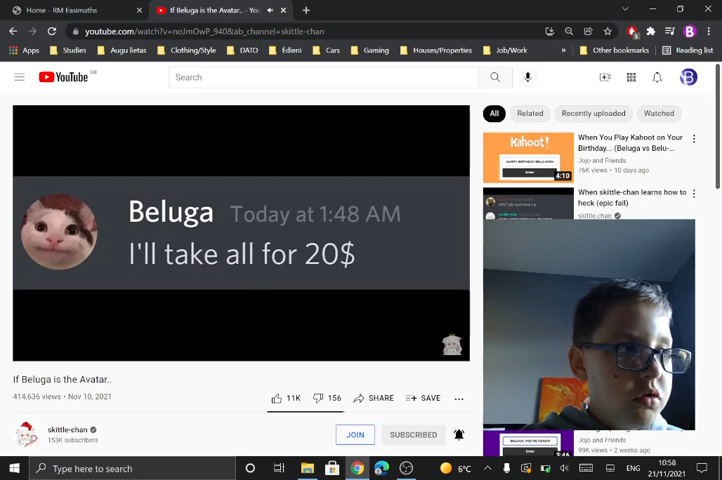 Home - RM Easimaths
If Beluga is the Avatar.. - You
youtube.com/watch?v=noJmOwP_940&ab_channel=skittle-chan
Apps
Studies
Augu lietas
Clothing/Style
DATO
Edieni
Cars
Gaming
Houses/Properties
Job/Work
Other bookmarks
Reading list
YouTube
Search
All
Related
Recently uploaded
Watched
Beluga Today at 1:48 AM
I'll take all for 20$
Kahoot!
Enter
4:10
When You Play Kahoot on Your
Birthday... (Beluga vs Belu-...
Jojo and Friends
76K views • 10 days ago
When skittle-chan learns how to
heck (epic fail)
skittle chan
If Beluga is the Avatar..
414,636 views • Nov 10, 2021
11K
156
SHARE
SAVE
skittle-chan
153K subscribers
JOIN
SUBSCRIBED
Enter
3:46
Jojo and Friends
99K views • 2 weeks ago
Type here to search
6°C
ENG
10:58
21/11/2021